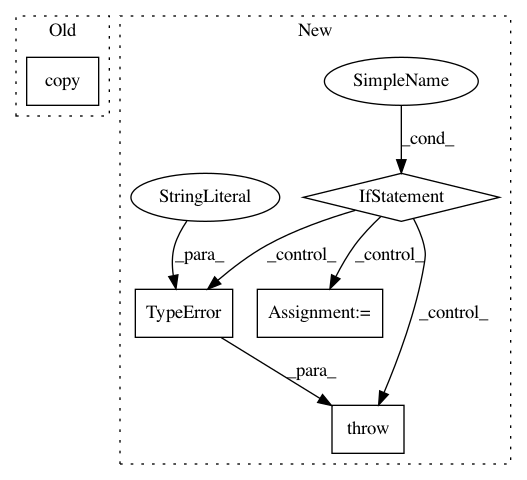 Old
New
copy
SimpleName
_cond_
StringLiteral
IfStatement
_para_
_control_
_control_
_control_
TypeError
Assignment:=
_para_
throw